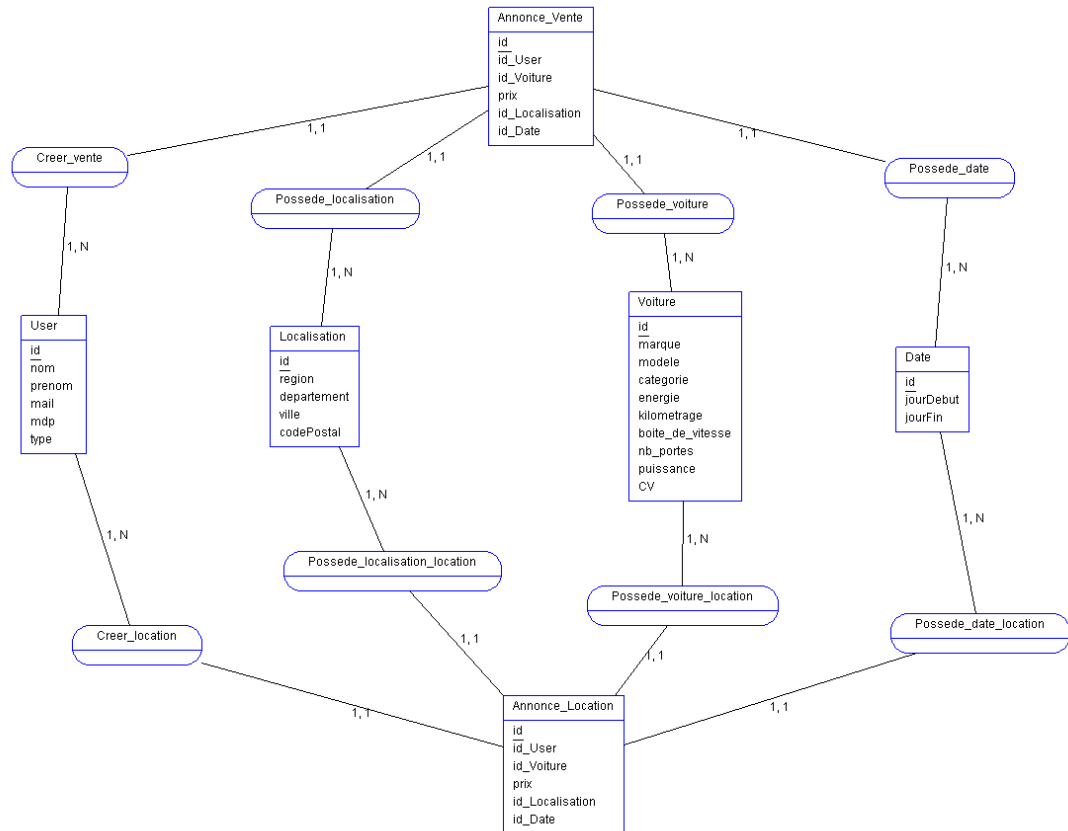 Annonce_Vente
id
id_User
id_Voiture
prix
id_Localisation
id_Date
1, 1
1, 1
1, 1
1, 1
Creer_vente
Possede_localisation
Possede_voiture
Possede_date
1, N
1, N
1, N
1, N
User
id
nom
prenom
mail
mdp
type
Localisation
id
region
departement
ville
codePostal
Voiture
id
marque
modele
categorie
energie
kilometrage
boite_de_vitesse
nb_portes
puissance
CV
Date
id
jourDebut
jourFin
1, N
1, N
1, N
1, N
Creer_location
Possede_localisation_location
Possede_voiture_location
Possede_date_location
1, 1
1, 1
1, 1
1, 1
Annonce_Location
id
id_User
id_Voiture
prix
id_Localisation
id_Date